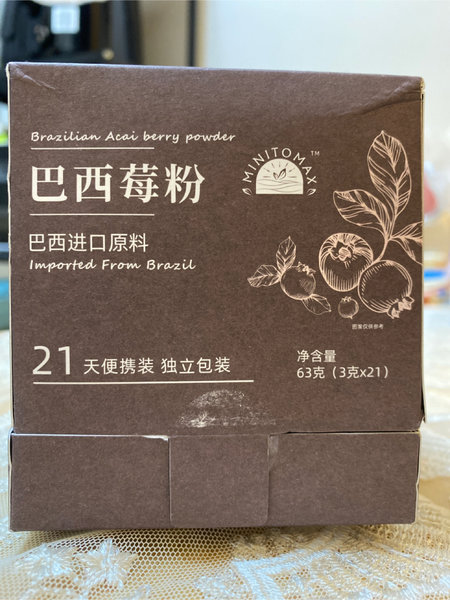 Brazilian Acai berry powder
巴西莓粉
MINITOMAX™
巴西进口原料
Imported From Brazil
图案仅供参考
21天便携装 独立包装
净含量
63克（3克x21）